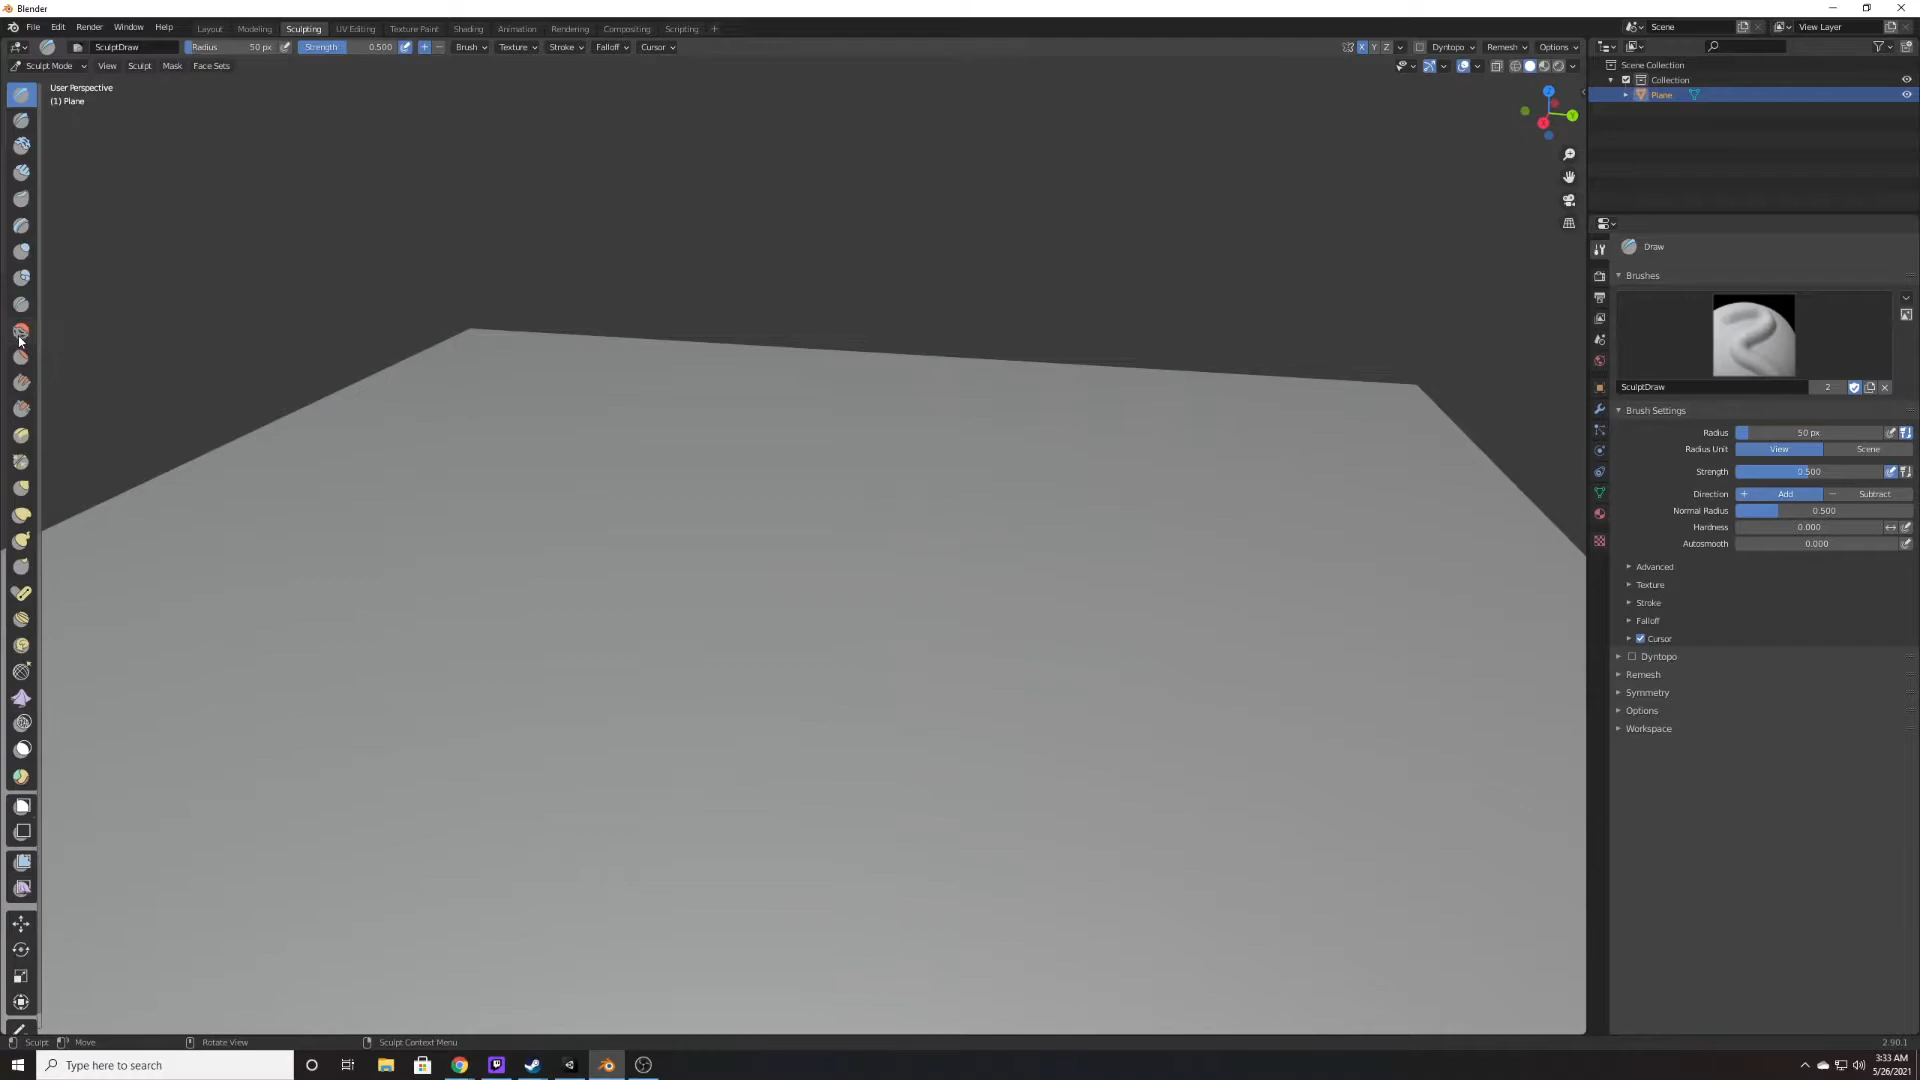 Blender
File Edit Render Window Help
Layout Modeling Sculpting UV Editing Texture Paint Shading Animation Rendering Compositing Scripting +
Scene
View Layer
SculptDraw Radius 50 px Strength 0.500 + − Brush Texture Stroke Falloff Cursor
X Y Z Dyntopo Remesh Options
Sculpt Mode View Sculpt Mask Face Sets
Scene Collection
Collection
Plane
User Perspective
(1) Plane
Z
Y
X
Draw
Brushes
SculptDraw 2
Brush Settings
Radius 50 px
Radius Unit View Scene
Strength 0.500
Direction + Add − Subtract
Normal Radius 0.500
Hardness 0.000
Autosmooth 0.000
Advanced
Texture
Stroke
Falloff
Cursor
Dyntopo
Remesh
Symmetry
Options
Workspace
Sculpt Move Rotate View Sculpt Context Menu 2.90.1
Type here to search
3:33 AM
5/26/2021